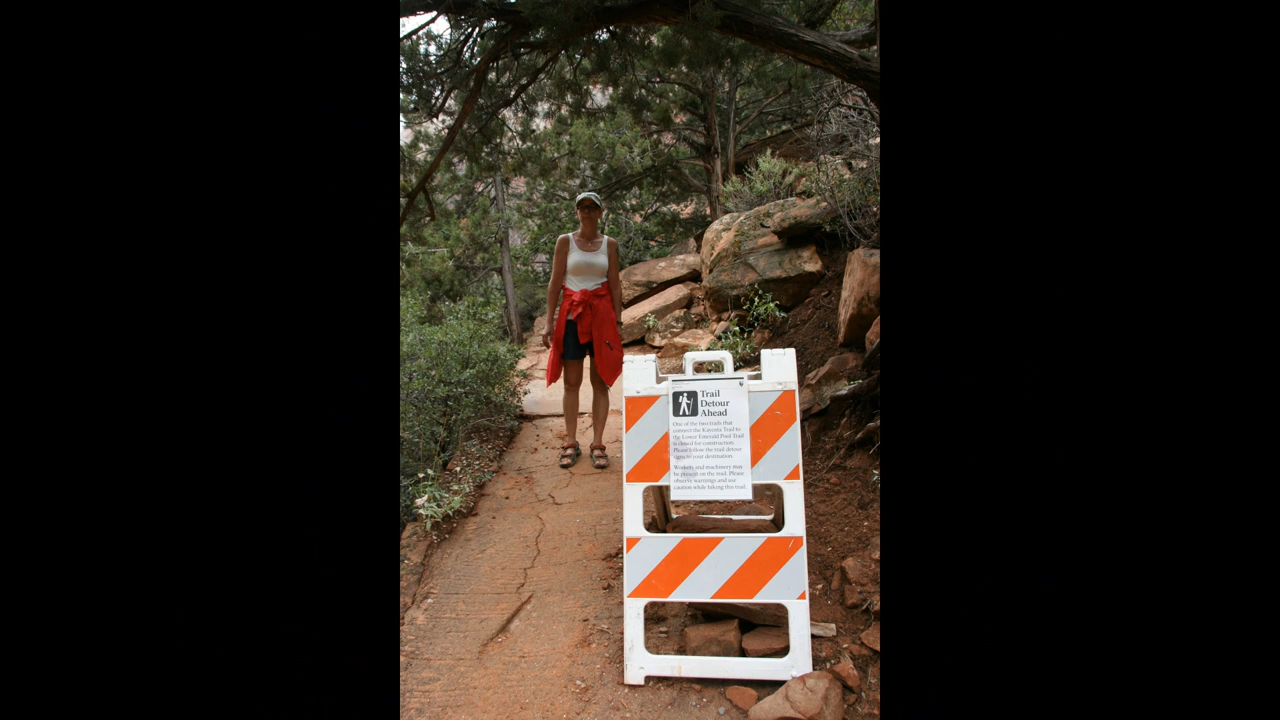 Trail
Detour
Ahead
One of the two trails that
connect the Kayenta Trail to
the Lower Emerald Pool Trail
is closed for construction.
Please follow the trail detour
signs to your destination.
Workers and machinery may
be present on the trail. Please
observe warnings and use
caution while hiking this trail.